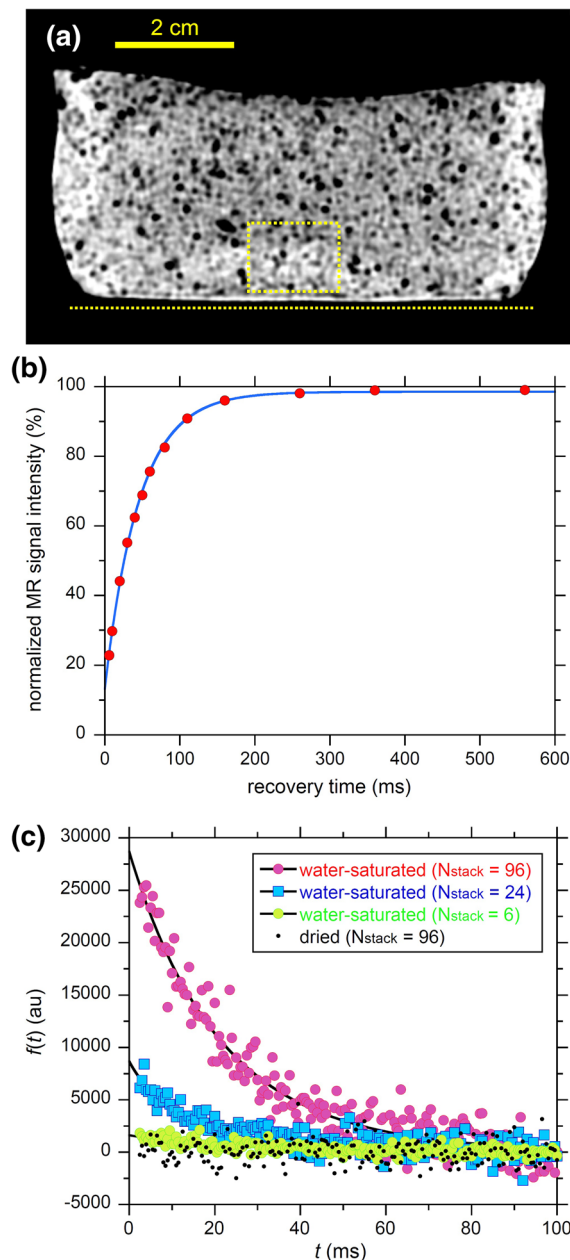 (a)
2 cm
(b)
100
80
60
40
20
0
normalized MR signal intensity (%)
0 100 200 300 400 500 600
recovery time (ms)
(c)
30000
25000
20000
15000
10000
5000
0
-5000
f(t) (au)
water-saturated (Nstack = 96)
water-saturated (Nstack = 24)
water-saturated (Nstack = 6)
dried (Nstack = 96)
0 20 40 60 80 100
t (ms)